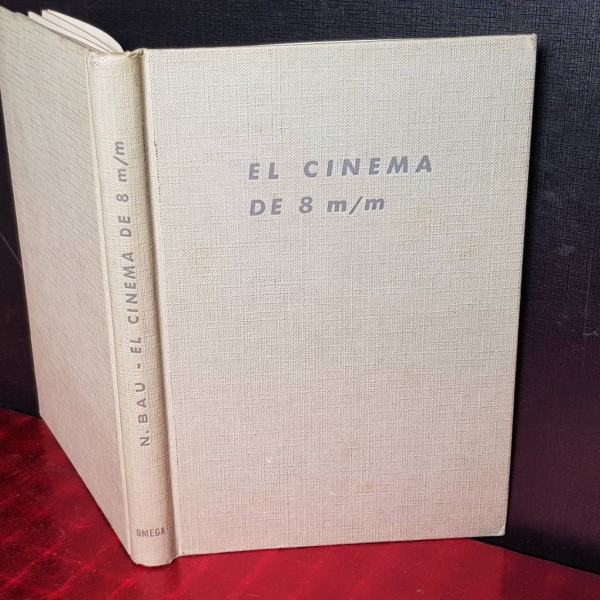 EL CINEMA
DE 8 m/m
N. BAU - EL CINEMA DE 8 m/m
OMEGA